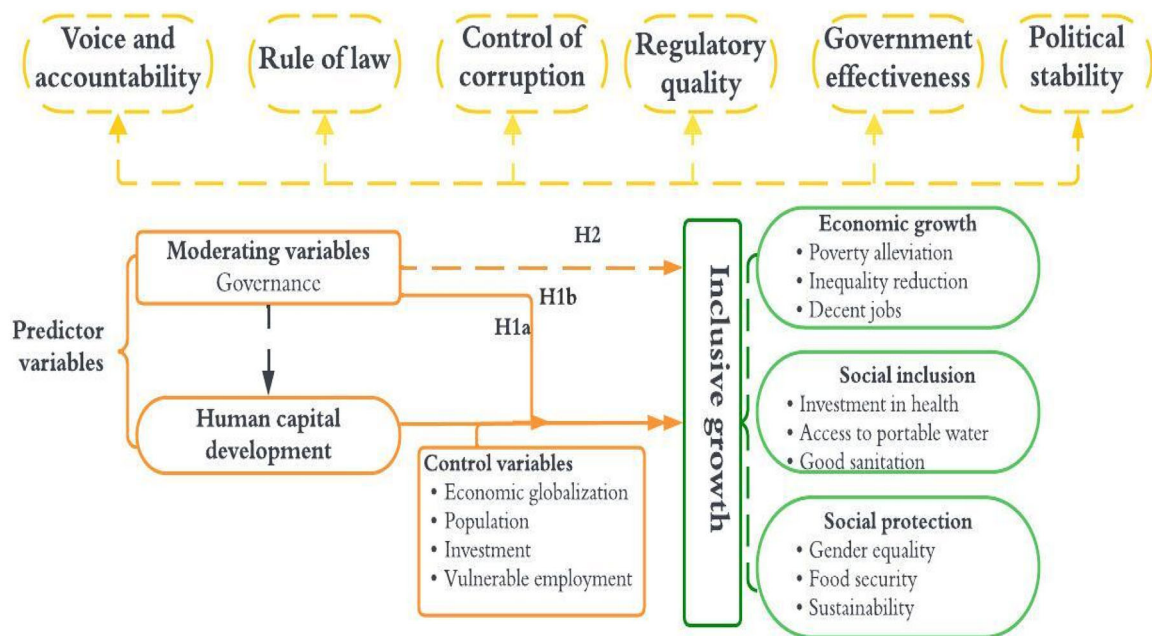 Voice and
accountability
Rule of law
Control of
corruption
Regulatory
quality
Government
effectiveness
Political
stability
Predictor
variables
Moderating variables
Governance
Human capital
development
H2
H1b
H1a
Control variables
• Economic globalization
• Population
• Investment
• Vulnerable employment
Inclusive growth
Economic growth
• Poverty alleviation
• Inequality reduction
• Decent jobs
Social inclusion
• Investment in health
• Access to portable water
• Good sanitation
Social protection
• Gender equality
• Food security
• Sustainability